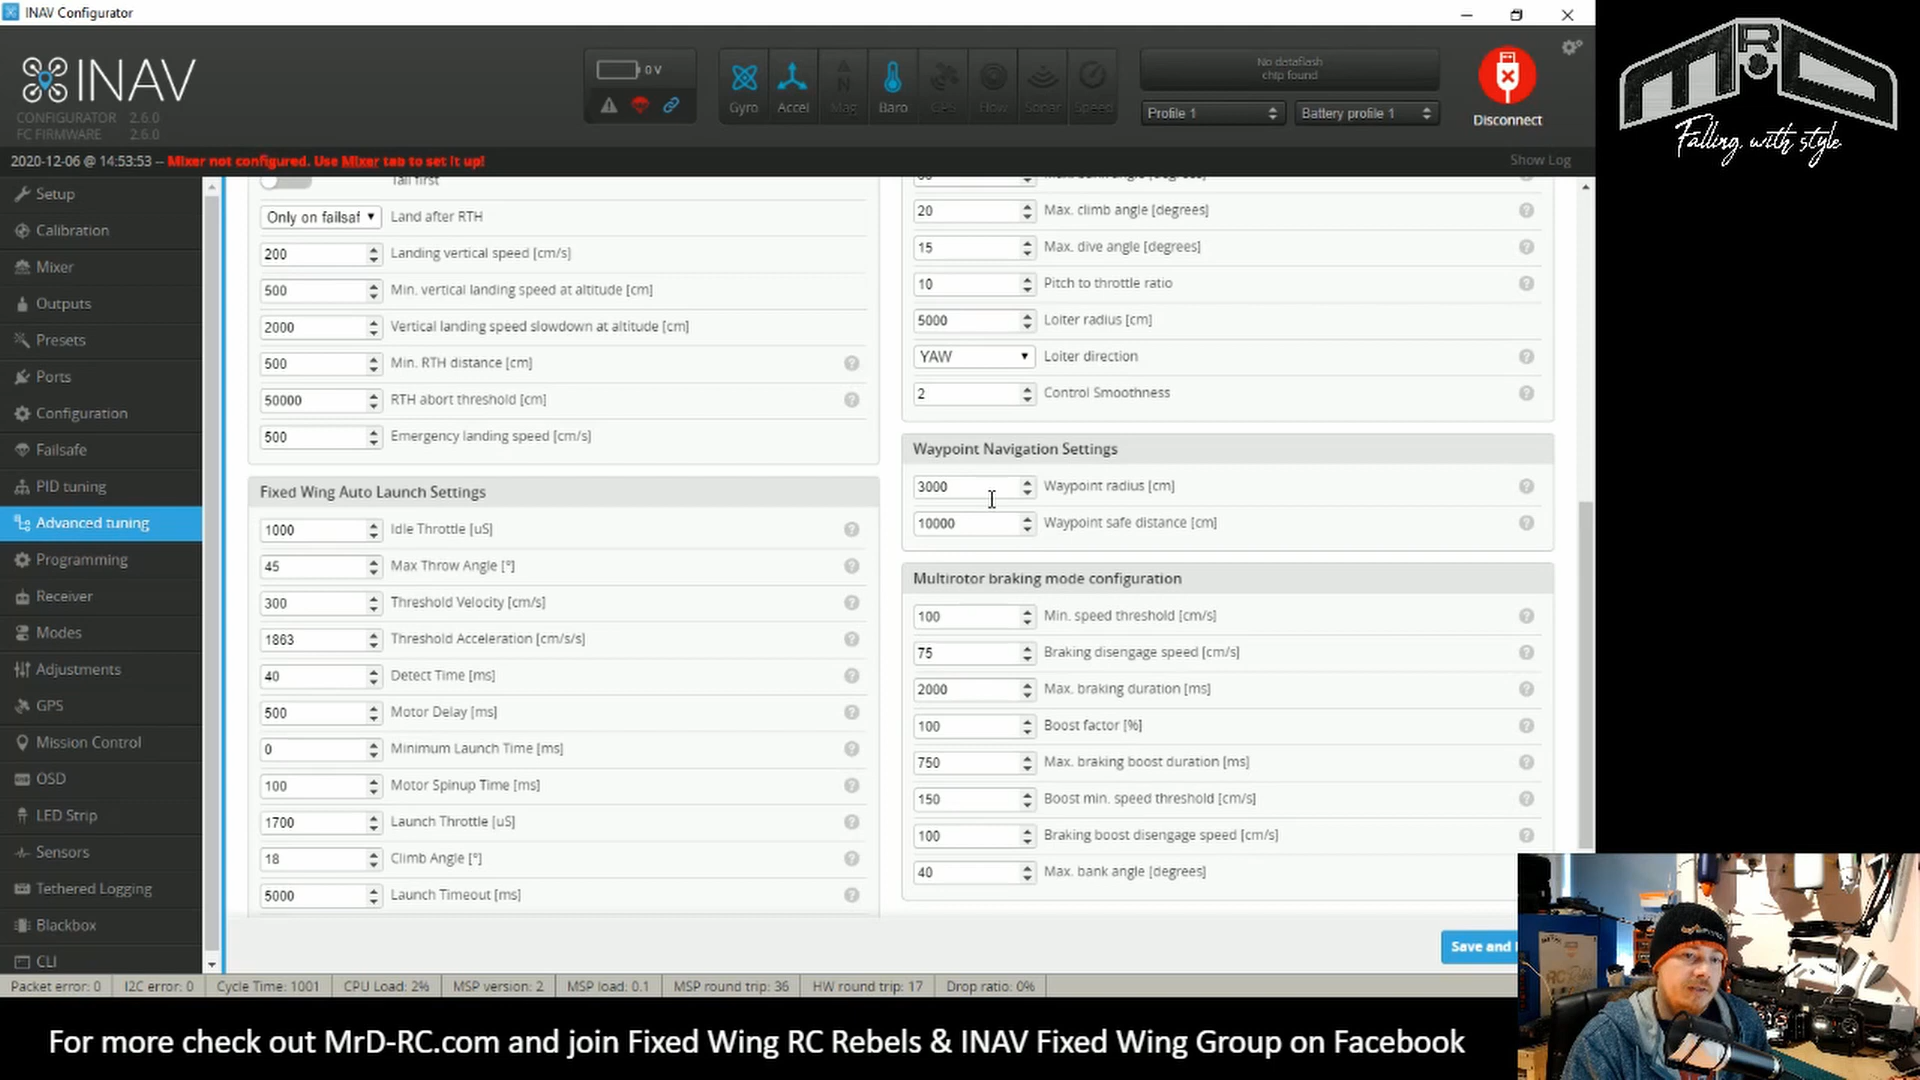 INAV Configurator
INAV
CONFIGURATOR 2.6.0
FC FIRMWARE 2.6.0
0 V
Gyro
Accel
Mag
Baro
GPS
Flow
Sonar
Speed
No dataflash
chip found
Profile 1
Battery profile 1
Disconnect
MRD
Falling with style
2020-12-06 @ 14:53:53 -- Mixer not configured. Use Mixer tab to set it up!
Show Log
Setup
Calibration
Mixer
Outputs
Presets
Ports
Configuration
Failsafe
PID tuning
Advanced tuning
Programming
Receiver
Modes
Adjustments
GPS
Mission Control
OSD
LED Strip
Sensors
Tethered Logging
Blackbox
CLI
Tail first
Only on failsaf Land after RTH
200 Landing vertical speed [cm/s]
500 Min. vertical landing speed at altitude [cm]
2000 Vertical landing speed slowdown at altitude [cm]
500 Min. RTH distance [cm]
50000 RTH abort threshold [cm]
500 Emergency landing speed [cm/s]
Fixed Wing Auto Launch Settings
1000 Idle Throttle [uS]
45 Max Throw Angle [°]
300 Threshold Velocity [cm/s]
1863 Threshold Acceleration [cm/s/s]
40 Detect Time [ms]
500 Motor Delay [ms]
0 Minimum Launch Time [ms]
100 Motor Spinup Time [ms]
1700 Launch Throttle [uS]
18 Climb Angle [°]
5000 Launch Timeout [ms]
20 Max. climb angle [degrees]
15 Max. dive angle [degrees]
10 Pitch to throttle ratio
5000 Loiter radius [cm]
YAW Loiter direction
2 Control Smoothness
Waypoint Navigation Settings
3000 Waypoint radius [cm]
10000 Waypoint safe distance [cm]
Multirotor braking mode configuration
100 Min. speed threshold [cm/s]
75 Braking disengage speed [cm/s]
2000 Max. braking duration [ms]
100 Boost factor [%]
750 Max. braking boost duration [ms]
150 Boost min. speed threshold [cm/s]
100 Braking boost disengage speed [cm/s]
40 Max. bank angle [degrees]
Save and
Packet error: 0
I2C error: 0
Cycle Time: 1001
CPU Load: 2%
MSP version: 2
MSP load: 0.1
MSP round trip: 36
HW round trip: 17
Drop ratio: 0%
For more check out MrD-RC.com and join Fixed Wing RC Rebels & INAV Fixed Wing Group on Facebook